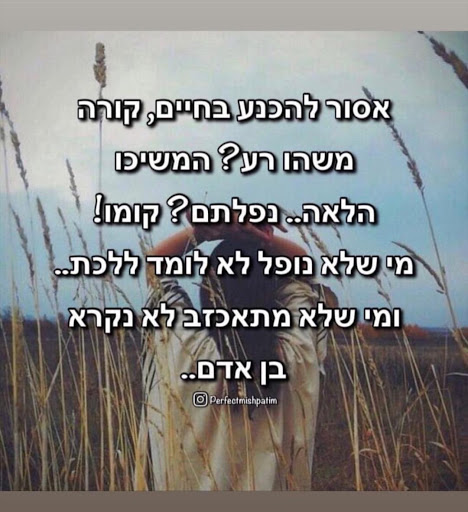 אסור להכנע בחיים, קורה
משהו רע? המשיכו
הלאה.. נפלתם? קומו!
מי שלא נופל לא לומד ללכת..
ומי שלא מתאכזב לא נקרא
בן אדם..
Perfectmishpatim